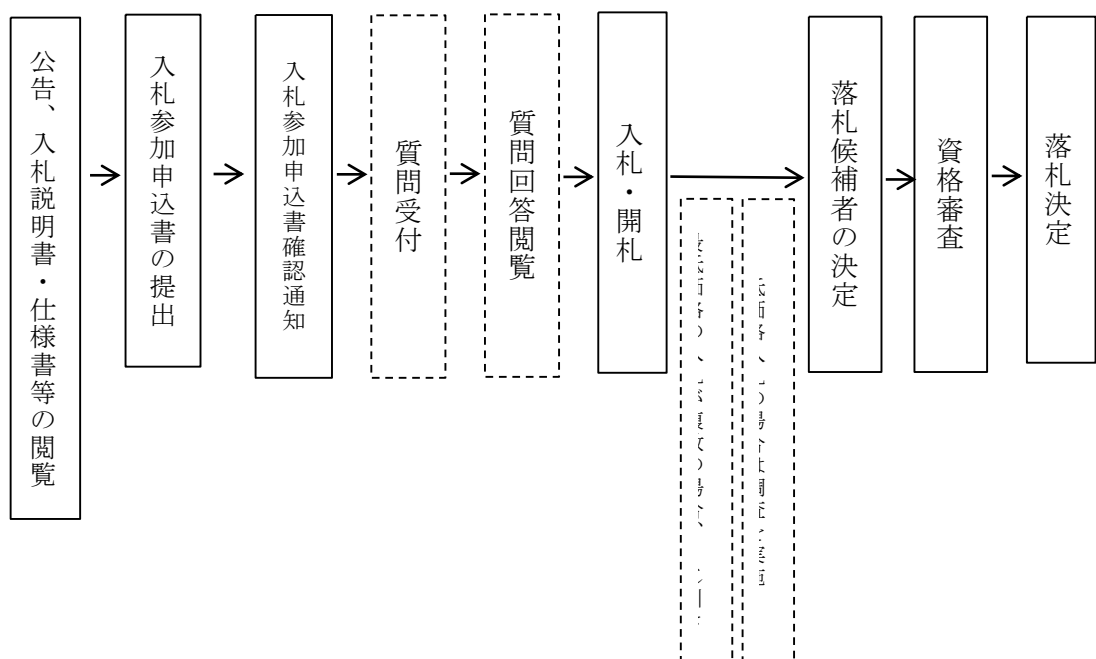 公告、入札説明書・仕様書等の閲覧
入札参加申込書の提出
入札参加申込書確認通知
質問受付
質問回答閲覧
入札・開札
落札候補者の決定
資格審査
落札決定